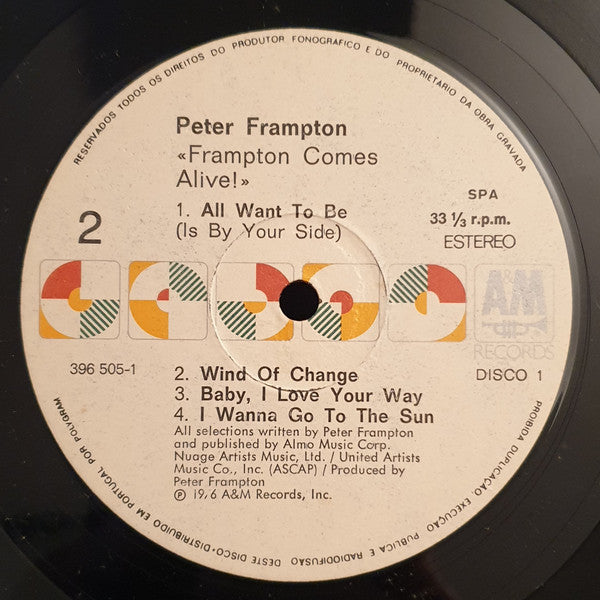 RESERVADOS TODOS OS DIREITOS DO PRODUTOR FONOGRAFICO E DO PROPRIETARIO DA OBRA GRAVADA
Peter Frampton
«Frampton Comes
Alive!»
SPA
1. All Want To Be
(Is By Your Side)
2
33 1/3 r.p.m.
ESTEREO
A&M
RECORDS
396 505-1
DISCO 1
2. Wind Of Change
3. Baby, I Love Your Way
4. I Wanna Go To The Sun
All selections written by Peter Frampton
and published by Almo Music Corp.
Nuage Artists Music, Ltd. / United Artists
Music Co., Inc. (ASCAP) / Produced by
Peter Frampton
℗ 19,6 A&M Records, Inc.
PROIBIDA DUPLICAÇÃO, EXECUÇÃO PUBLICA E RADIODIFUSÃO DESTE DISCO•DISTRIBUIDO EM PORTUGAL POR POLYGRAM